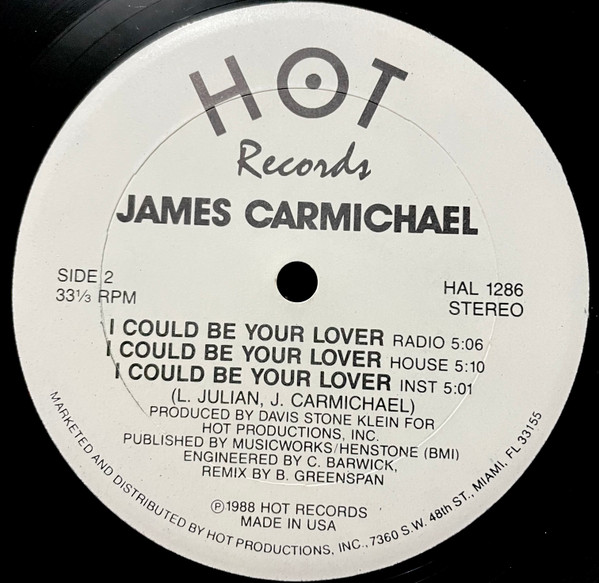 HOT
Records
JAMES CARMICHAEL
SIDE 2
33⅓ RPM
HAL 1286
STEREO
I COULD BE YOUR LOVER RADIO 5:06
I COULD BE YOUR LOVER HOUSE 5:10
I COULD BE YOUR LOVER INST 5:01
(L. JULIAN, J. CARMICHAEL)
PRODUCED BY DAVIS STONE KLEIN FOR
HOT PRODUCTIONS, INC.
PUBLISHED BY MUSICWORKS/HENSTONE (BMI)
ENGINEERED BY C. BARWICK,
REMIX BY B. GREENSPAN
℗1988 HOT RECORDS
MADE IN USA
MARKETED AND DISTRIBUTED BY HOT PRODUCTIONS, INC., 7360 S.W. 48th ST., MIAMI, FL 33155